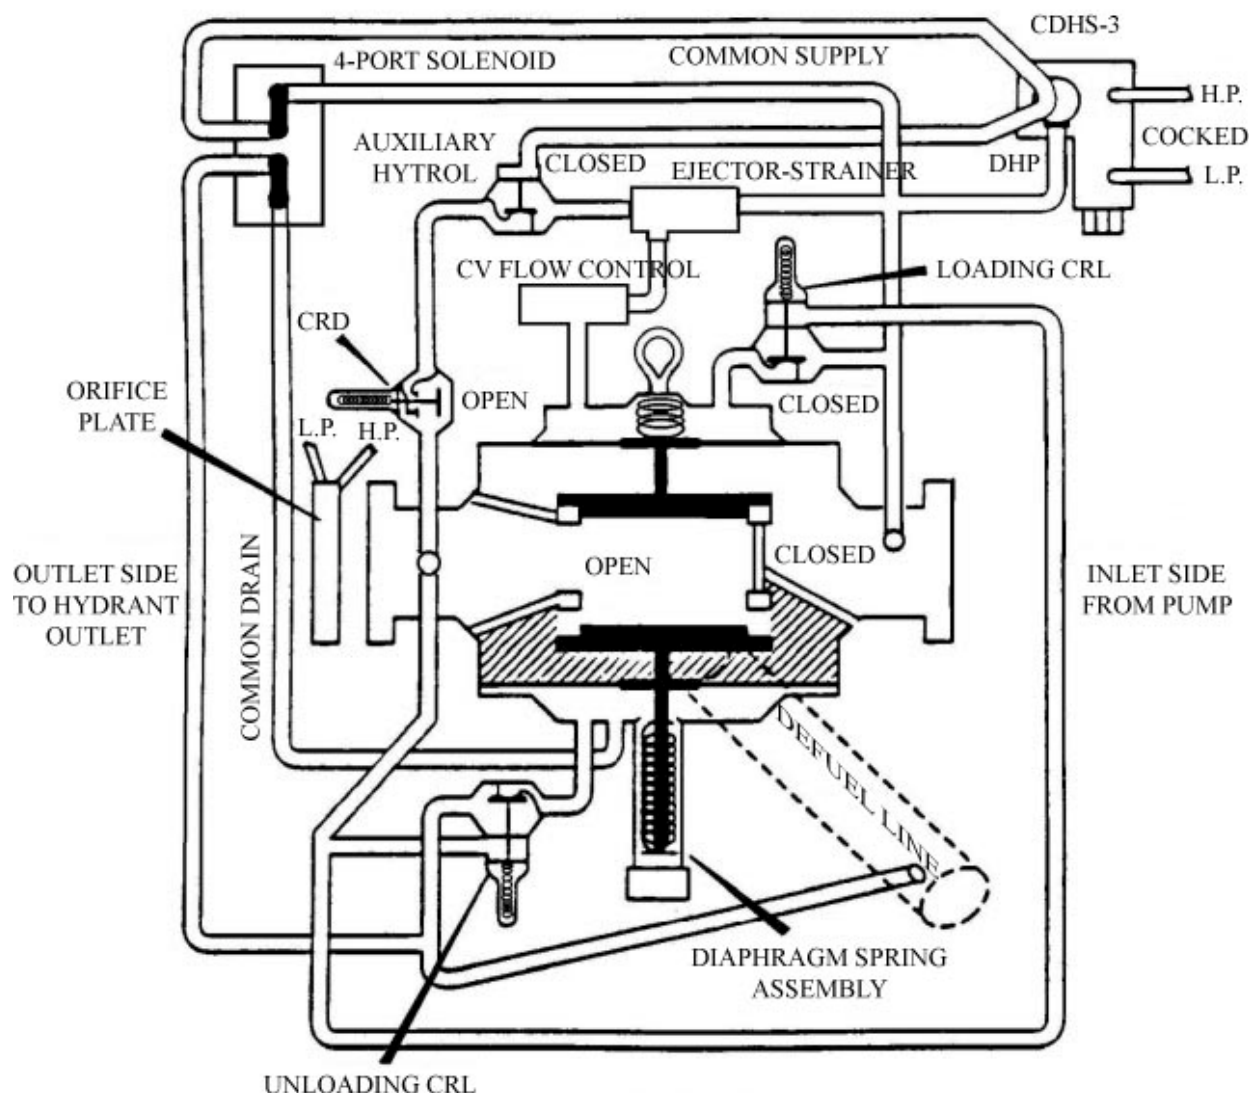 CDHS-3
4-PORT SOLENOID
COMMON SUPPLY
H.P.
COCKED
L.P.
DHP
AUXILIARY
HYTROL
CLOSED
EJECTOR-STRAINER
CV FLOW CONTROL
LOADING CRL
CRD
ORIFICE
PLATE
OPEN
CLOSED
L.P.
H.P.
OUTLET SIDE
TO HYDRANT
OUTLET
COMMON DRAIN
OPEN
CLOSED
INLET SIDE
FROM PUMP
DEFUEL LINE
DIAPHRAGM SPRING
ASSEMBLY
UNLOADING CRL